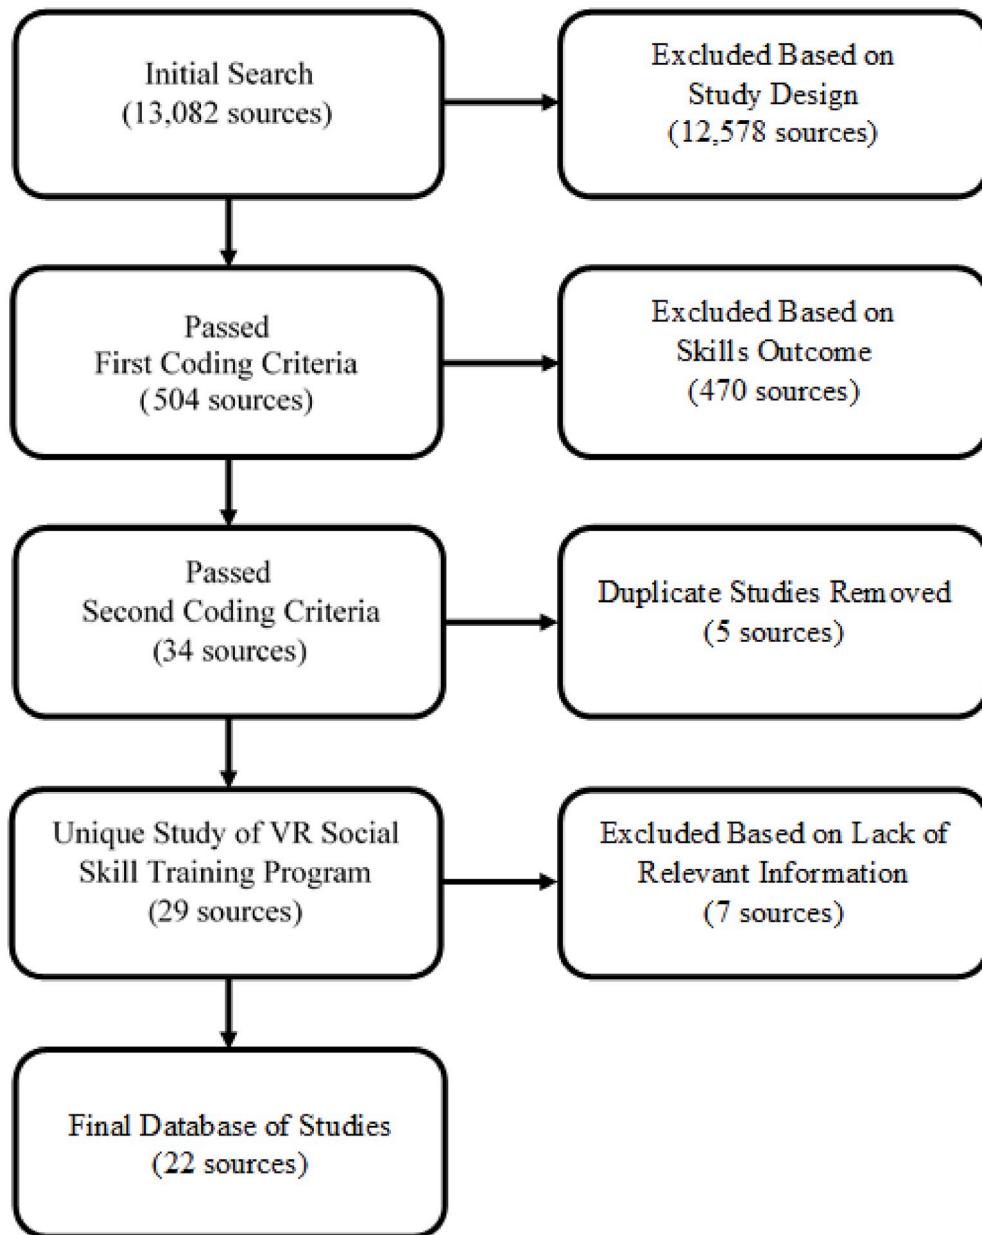 Initial Search
(13,082 sources)
Excluded Based on
Study Design
(12,578 sources)
Passed
First Coding Criteria
(504 sources)
Excluded Based on
Skills Outcome
(470 sources)
Passed
Second Coding Criteria
(34 sources)
Duplicate Studies Removed
(5 sources)
Unique Study of VR Social
Skill Training Program
(29 sources)
Excluded Based on Lack of
Relevant Information
(7 sources)
Final Database of Studies
(22 sources)